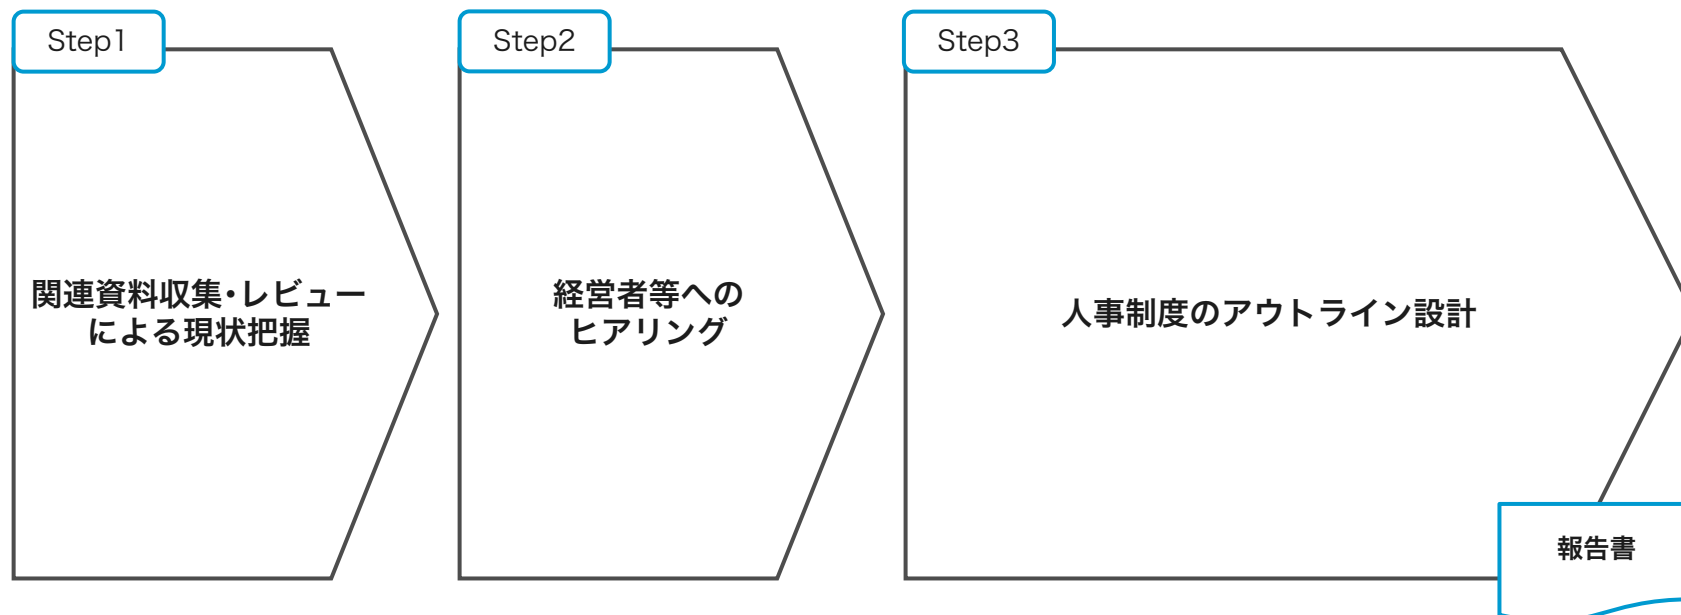 Step1
関連資料収集・レビュー
による現状把握
Step2
経営者等への
ヒアリング
Step3
人事制度のアウトライン設計
報告書